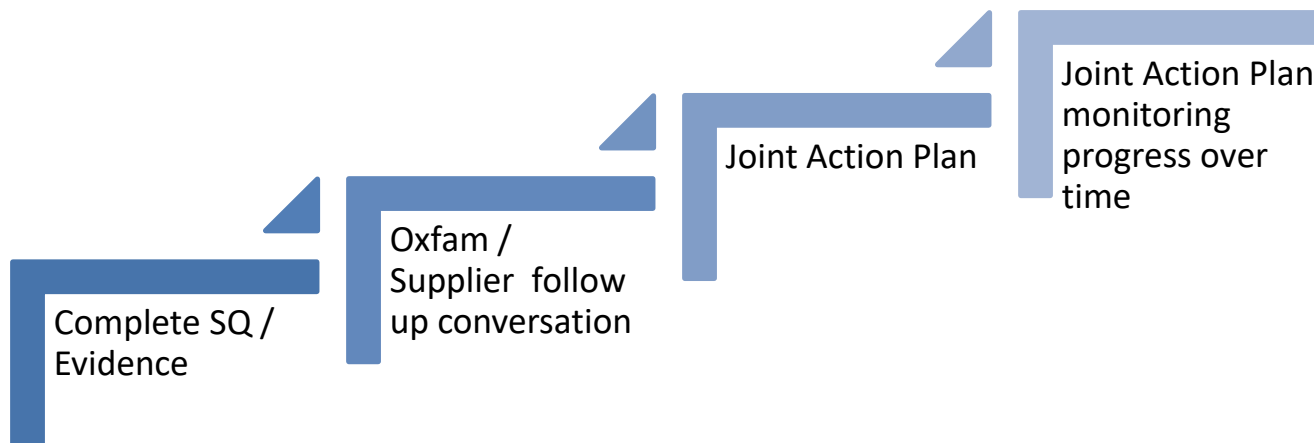 Complete SQ /
Evidence
Oxfam /
Supplier  follow
up conversation
Joint Action Plan
Joint Action Plan
monitoring
progress over
time